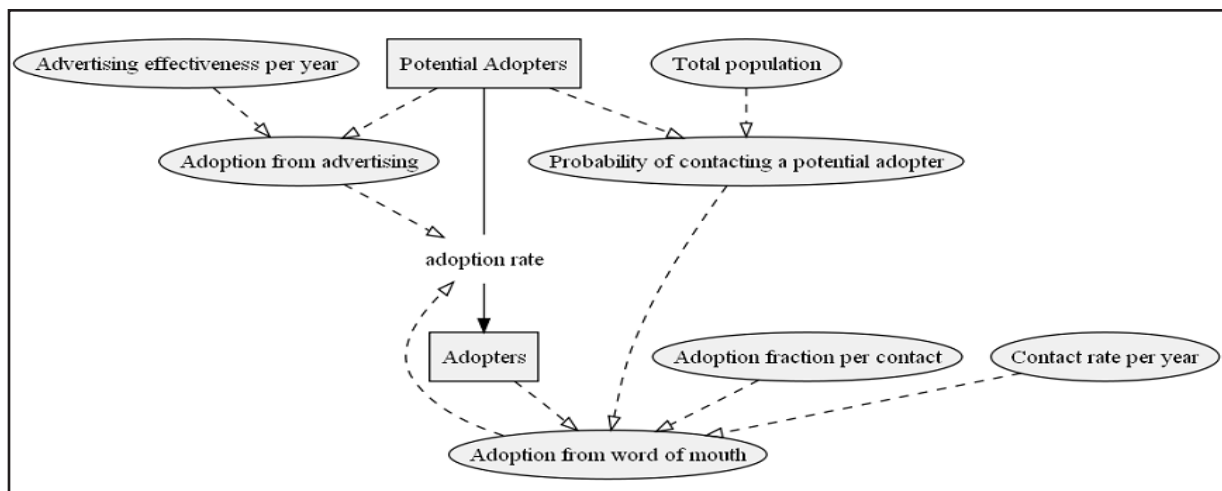 Advertising effectiveness per year
Potential Adopters
Total population
Adoption from advertising
Probability of contacting a potential adopter
adoption rate
Adopters
Adoption fraction per contact
Contact rate per year
Adoption from word of mouth